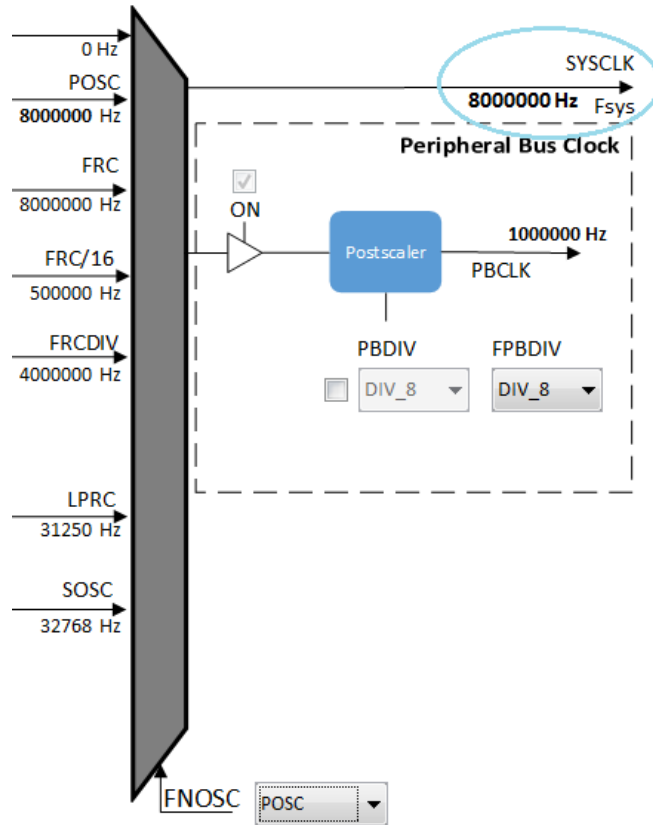 0 Hz
POSC
8000000 Hz
FRC
8000000 Hz
FRC/16
500000 Hz
FRCDIV
4000000 Hz
LPRC
31250 Hz
SOSC
32768 Hz
FNOSC
POSC
SYSCLK
8000000 Hz
Fsys
Peripheral Bus Clock
ON
Postscaler
1000000 Hz
PBCLK
PBDIV
DIV_8
FPBDIV
DIV_8